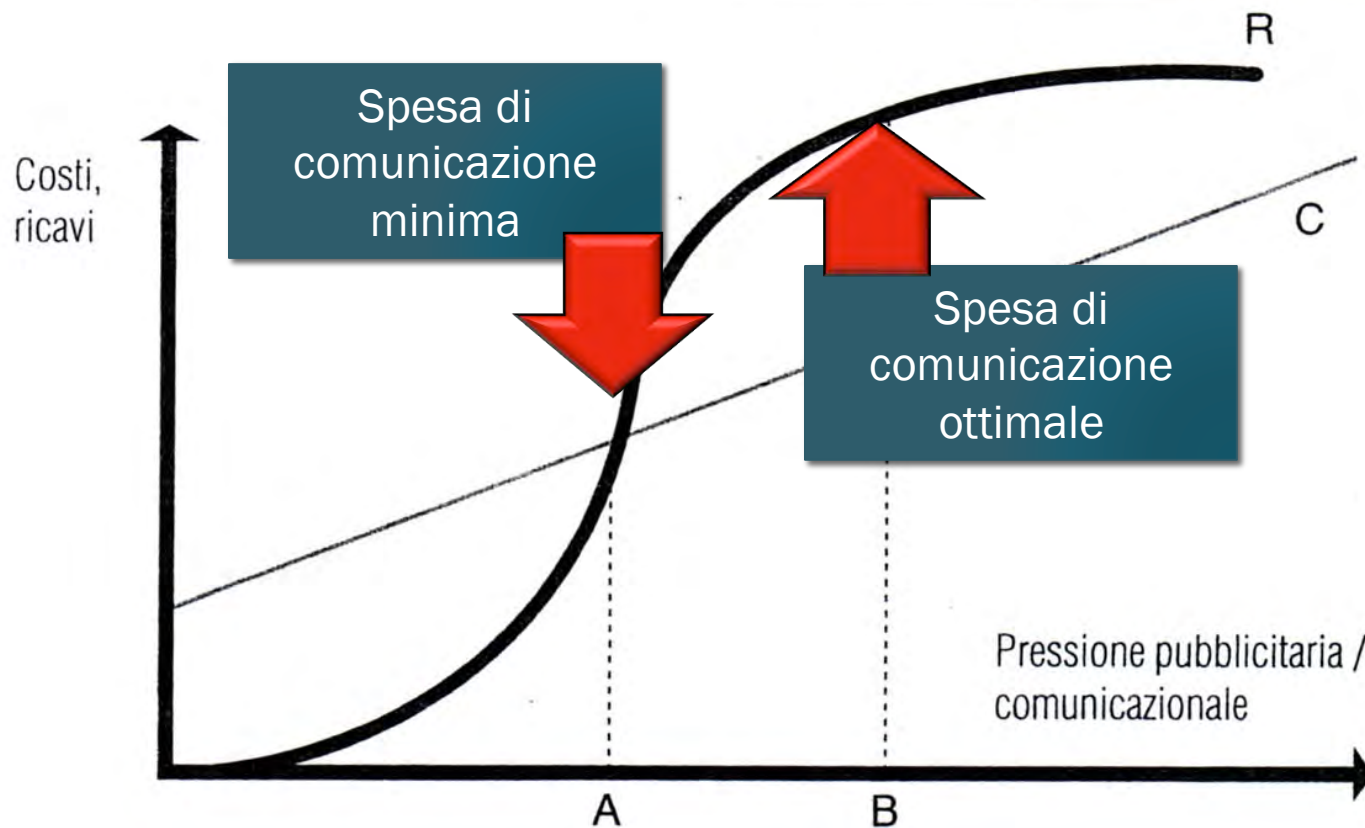 R
Spesa di
comunicazione
minima
Costi,
ricavi
C
Spesa di
comunicazione
ottimale
Pressione pubblicitaria /
comunicazionale
A
B